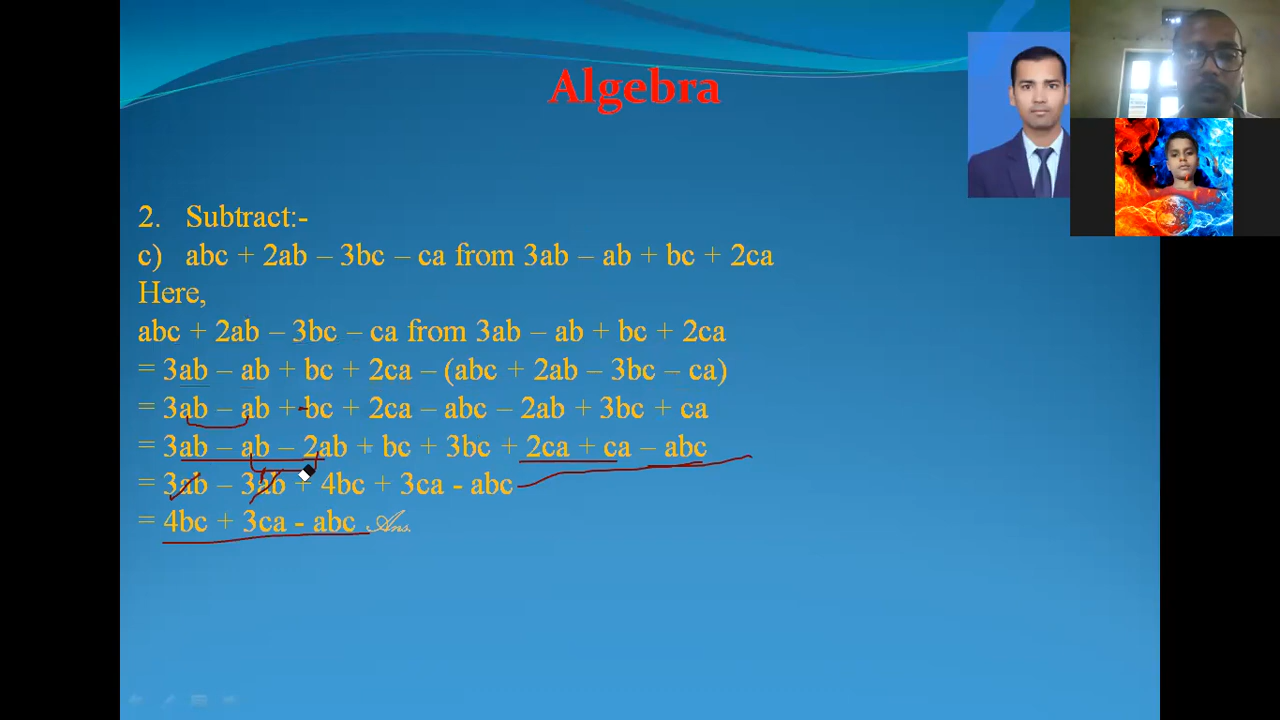 Algebra
2. Subtract:-
c) abc + 2ab – 3bc – ca from 3ab – ab + bc + 2ca
Here,
abc + 2ab – 3bc – ca from 3ab – ab + bc + 2ca
= 3ab – ab + bc + 2ca – (abc + 2ab – 3bc – ca)
= 3ab – ab + bc + 2ca – abc – 2ab + 3bc + ca
= 3ab – ab – 2ab + bc + 3bc + 2ca + ca – abc
= 3ab – 3ab + 4bc + 3ca - abc
= 4bc + 3ca - abc Ans.